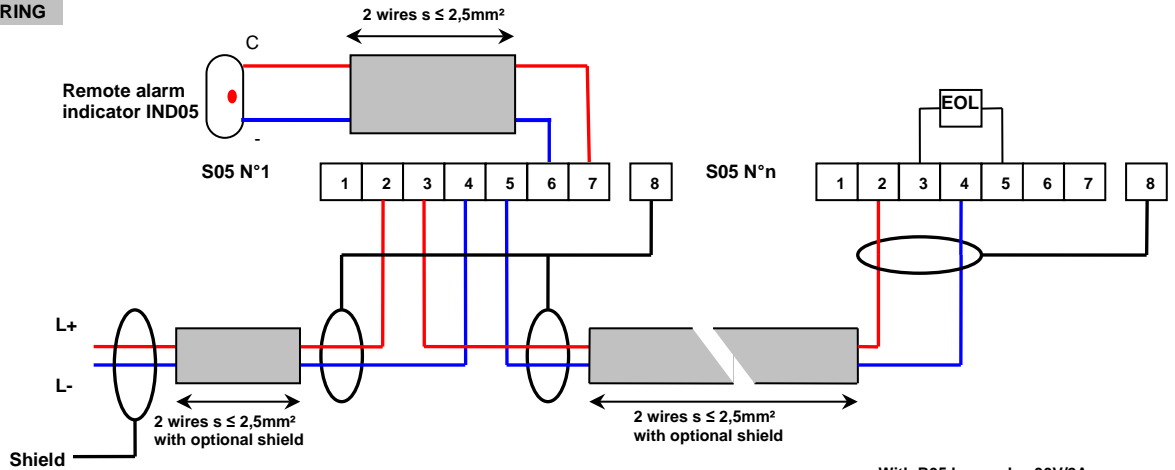 RING
2 wires s ≤ 2,5mm²
C
Remote alarm
indicator IND05
-
EOL
S05 N°1
1 2 3 4 5 6 7 8
S05 N°n
1 2 3 4 5 6 7 8
L+
L-
2 wires s ≤ 2,5mm²
with optional shield
2 wires s ≤ 2,5mm²
with optional shield
Shield